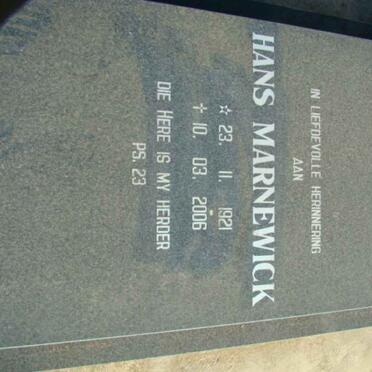 IN LIEFDEVOLLE HERINNERING
AAN
HANS MARNEWICK
☆ 23. 11. 1921
✝ 10. 03. 2006
DIE HERE IS MY HERDER
PS. 23